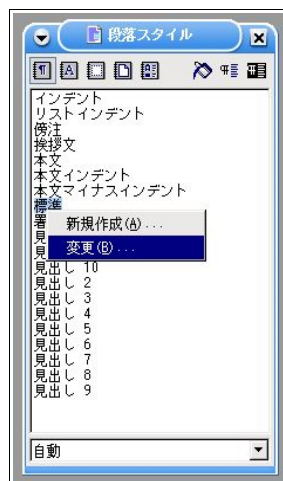 段落スタイル
インデント
リストインデント
傍注
挨拶文
本文
本文インデント
本文マイナスインデント
標準
署
見
見
見出し 10
見出し 2
見出し 3
見出し 4
見出し 5
見出し 6
見出し 7
見出し 8
見出し 9
新規作成(A)...
変更(B)...
自動